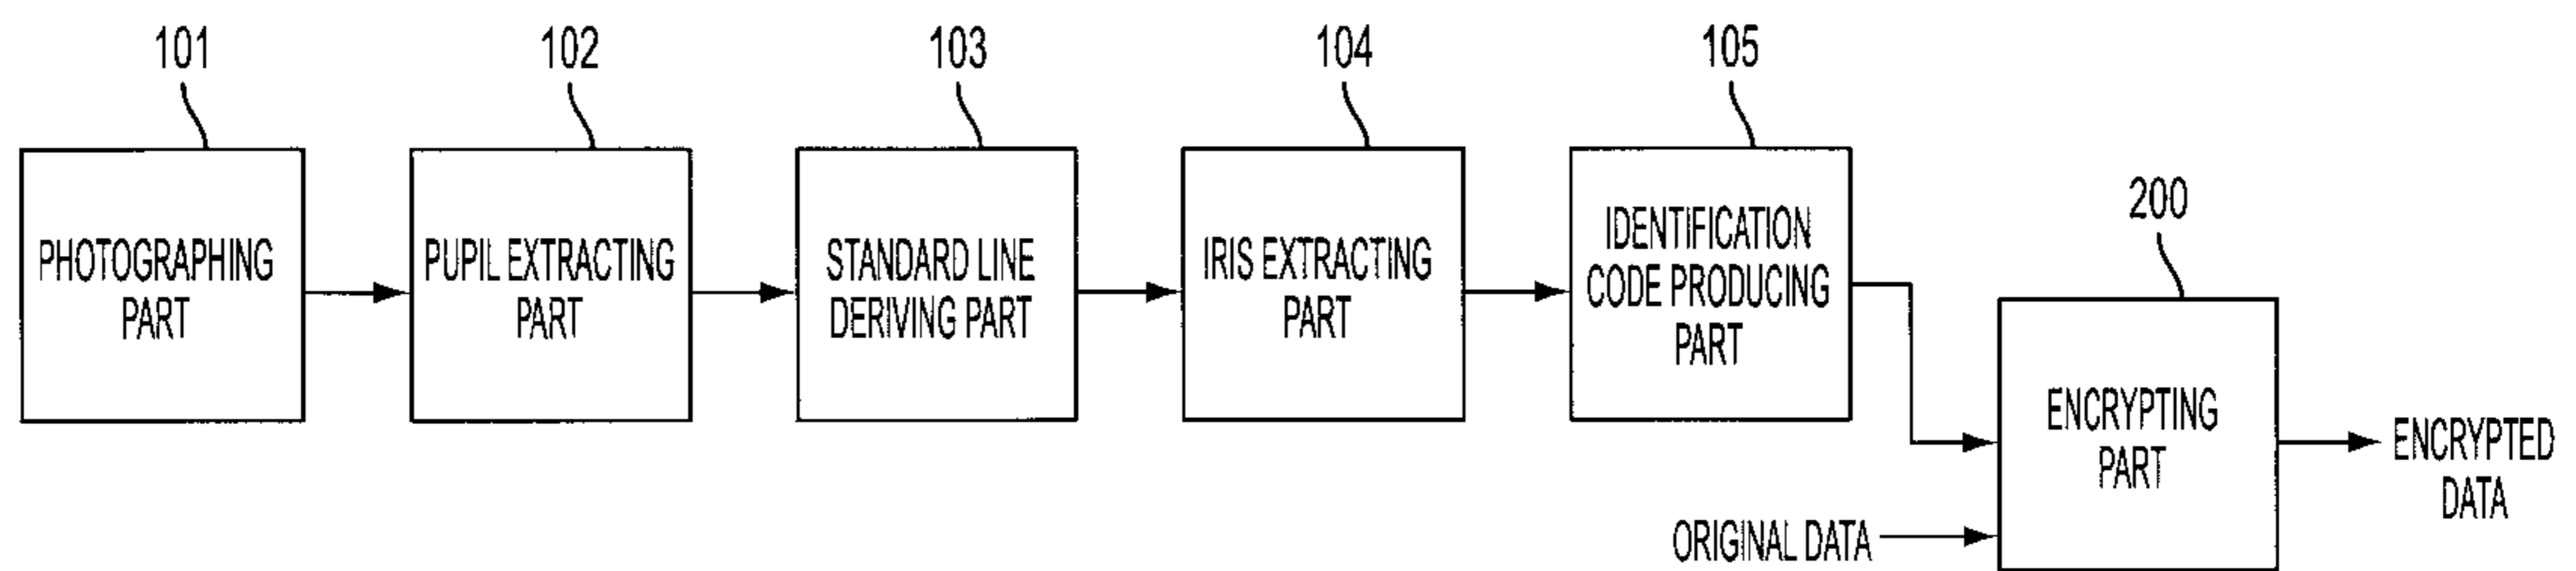 101
102
103
104
105
200
PHOTOGRAPHING
PART
PUPIL EXTRACTING
PART
STANDARD LINE
DERIVING PART
IRIS EXTRACTING
PART
IDENTIFICATION
CODE PRODUCING
PART
ENCRYPTING
PART
ORIGINAL DATA
ENCRYPTED
DATA